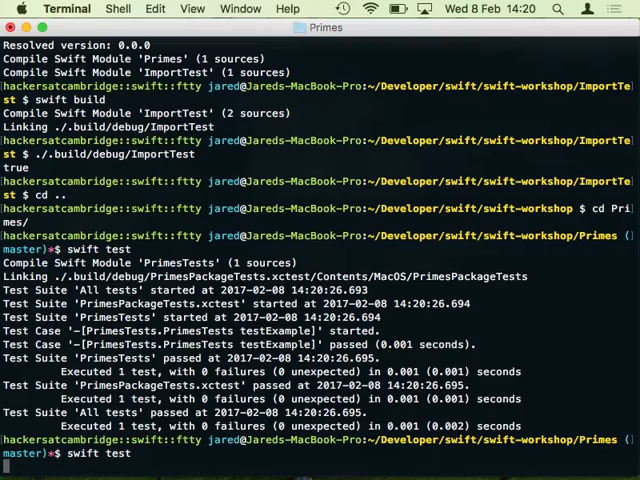 Terminal Shell Edit View Window Help Wed 8 Feb 14:20
Primes
Resolved version: 0.0.0
Compile Swift Module 'Primes' (1 sources)
Compile Swift Module 'ImportTest' (1 sources)
[hackersatcambridge::swift::ftty jared@Jareds-MacBook-Pro:~/Developer/swift/swift-workshop/ImportTe]
st $ swift build
Compile Swift Module 'ImportTest' (2 sources)
Linking ./.build/debug/ImportTest
[hackersatcambridge::swift::ftty jared@Jareds-MacBook-Pro:~/Developer/swift/swift-workshop/ImportTe]
st $ ./.build/debug/ImportTest
true
[hackersatcambridge::swift::ftty jared@Jareds-MacBook-Pro:~/Developer/swift/swift-workshop/ImportTe]
st $ cd ..
[hackersatcambridge::swift::ftty jared@Jareds-MacBook-Pro:~/Developer/swift/swift-workshop $ cd Pri]
mes/
[hackersatcambridge::swift::ftty jared@Jareds-MacBook-Pro:~/Developer/swift/swift-workshop/Primes (]
master)*$ swift test
Compile Swift Module 'PrimesTests' (1 sources)
Linking ./.build/debug/PrimesPackageTests.xctest/Contents/MacOS/PrimesPackageTests
Test Suite 'All tests' started at 2017-02-08 14:20:26.693
Test Suite 'PrimesPackageTests.xctest' started at 2017-02-08 14:20:26.694
Test Suite 'PrimesTests' started at 2017-02-08 14:20:26.694
Test Case '-[PrimesTests.PrimesTests testExample]' started.
Test Case '-[PrimesTests.PrimesTests testExample]' passed (0.001 seconds).
Test Suite 'PrimesTests' passed at 2017-02-08 14:20:26.695.
Executed 1 test, with 0 failures (0 unexpected) in 0.001 (0.001) seconds
Test Suite 'PrimesPackageTests.xctest' passed at 2017-02-08 14:20:26.695.
Executed 1 test, with 0 failures (0 unexpected) in 0.001 (0.001) seconds
Test Suite 'All tests' passed at 2017-02-08 14:20:26.695.
Executed 1 test, with 0 failures (0 unexpected) in 0.001 (0.002) seconds
[hackersatcambridge::swift::ftty jared@Jareds-MacBook-Pro:~/Developer/swift/swift-workshop/Primes (]
master)*$ swift test